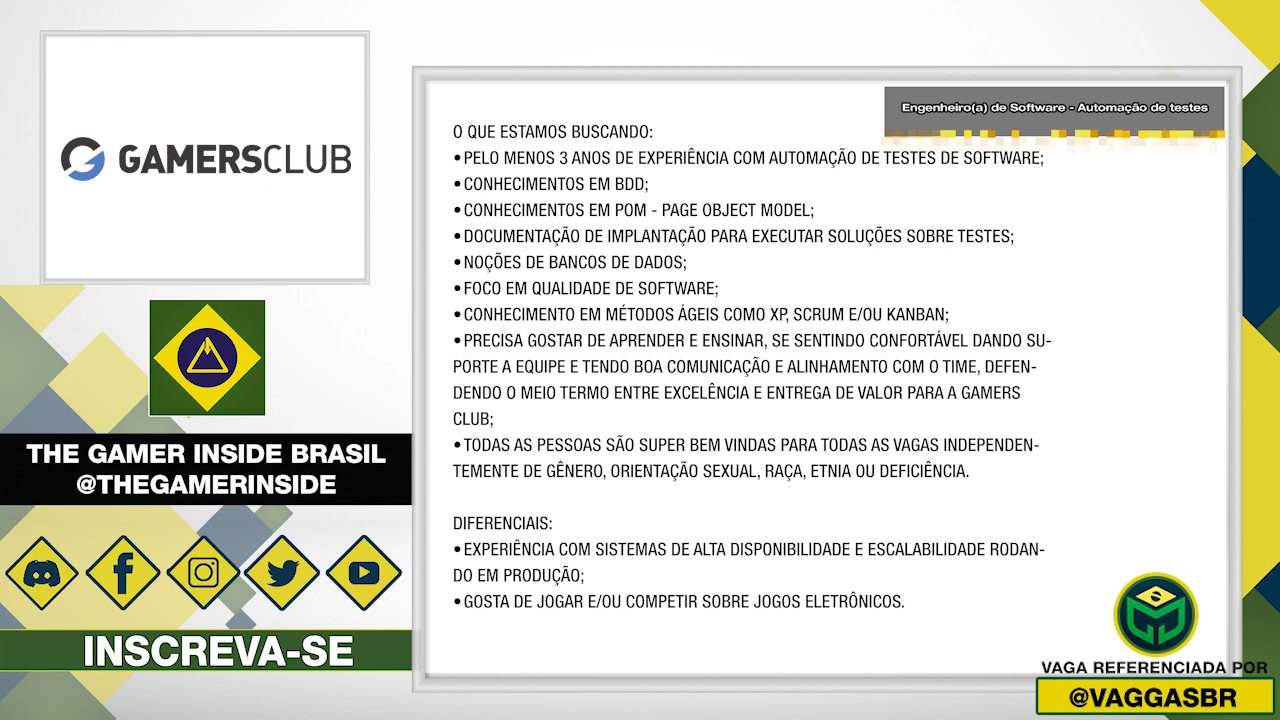 GAMERSCLUB
THE GAMER INSIDE BRASIL
@THEGAMERINSIDE
INSCREVA-SE
Engenheiro(a) de Software - Automação de testes
O QUE ESTAMOS BUSCANDO:
•PELO MENOS 3 ANOS DE EXPERIÊNCIA COM AUTOMAÇÃO DE TESTES DE SOFTWARE;
•CONHECIMENTOS EM BDD;
•CONHECIMENTOS EM POM - PAGE OBJECT MODEL;
•DOCUMENTAÇÃO DE IMPLANTAÇÃO PARA EXECUTAR SOLUÇÕES SOBRE TESTES;
•NOÇÕES DE BANCOS DE DADOS;
•FOCO EM QUALIDADE DE SOFTWARE;
•CONHECIMENTO EM MÉTODOS ÁGEIS COMO XP, SCRUM E/OU KANBAN;
•PRECISA GOSTAR DE APRENDER E ENSINAR, SE SENTINDO CONFORTÁVEL DANDO SU-
PORTE A EQUIPE E TENDO BOA COMUNICAÇÃO E ALINHAMENTO COM O TIME, DEFEN-
DENDO O MEIO TERMO ENTRE EXCELÊNCIA E ENTREGA DE VALOR PARA A GAMERS
CLUB;
•TODAS AS PESSOAS SÃO SUPER BEM VINDAS PARA TODAS AS VAGAS INDEPENDEN-
TEMENTE DE GÊNERO, ORIENTAÇÃO SEXUAL, RAÇA, ETNIA OU DEFICIÊNCIA.
DIFERENCIAIS:
•EXPERIÊNCIA COM SISTEMAS DE ALTA DISPONIBILIDADE E ESCALABILIDADE RODAN-
DO EM PRODUÇÃO;
•GOSTA DE JOGAR E/OU COMPETIR SOBRE JOGOS ELETRÔNICOS.
VAGA REFERENCIADA POR
@VAGGASBR